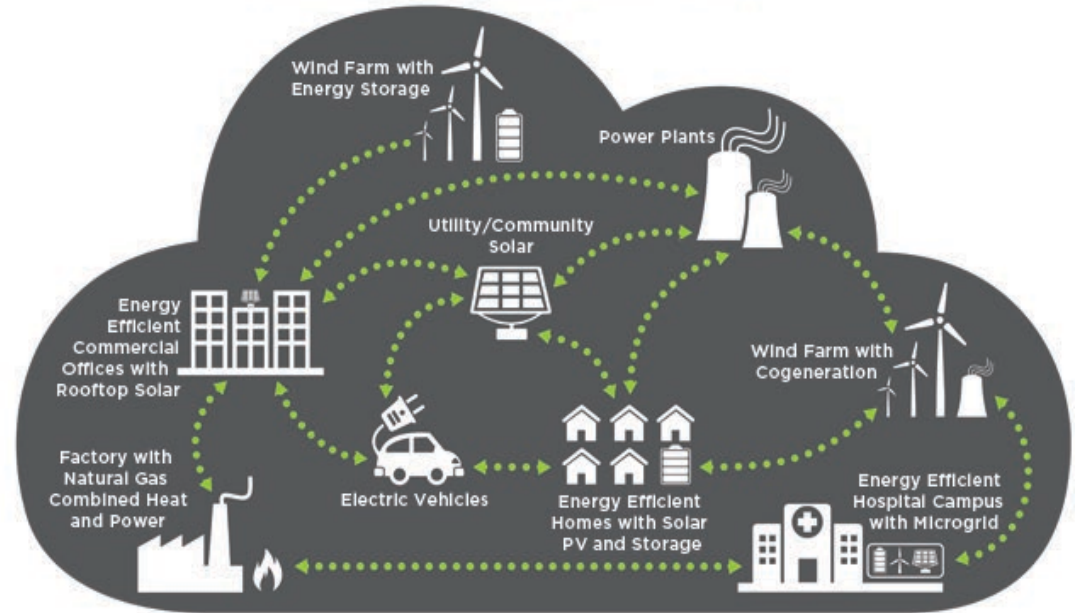 Wind Farm with
Energy Storage
Power Plants
Utility/Community
Solar
Energy
Efficient
Commercial
Offices with
Rooftop Solar
Wind Farm with
Cogeneration
Factory with
Natural Gas
Combined Heat
and Power
Electric Vehicles
Energy Efficient
Homes with Solar
PV and Storage
Energy Efficient
Hospital Campus
with Microgrid